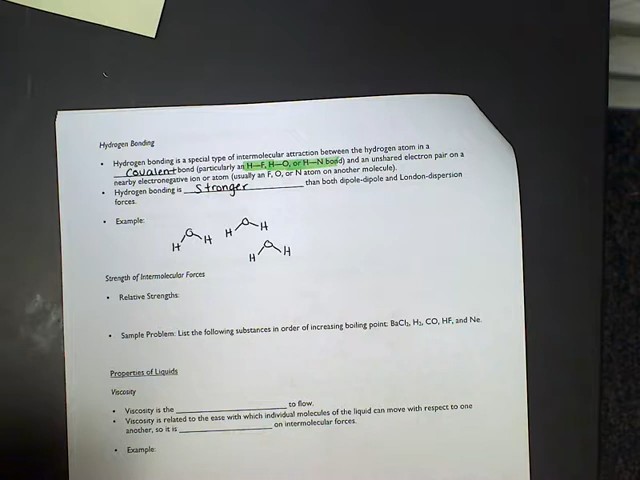 Hydrogen Bonding
• Hydrogen bonding is a special type of intermolecular attraction between the hydrogen atom in a
covalent bond (particularly an H—F, H—O, or H—N bond) and an unshared electron pair on a
nearby electronegative ion or atom (usually an F, O, or N atom on another molecule).
• Hydrogen bonding is stronger than both dipole-dipole and London-dispersion
forces.
• Example:
O O
H H H H
O
H H
Strength of Intermolecular Forces
• Relative Strengths:
• Sample Problem: List the following substances in order of increasing boiling point: BaCl₂, H₂, CO, HF, and Ne.
Properties of Liquids
Viscosity
• Viscosity is the ____________________ to flow.
• Viscosity is related to the ease with which individual molecules of the liquid can move with respect to one
another, so it is ____________________ on intermolecular forces.
• Example: